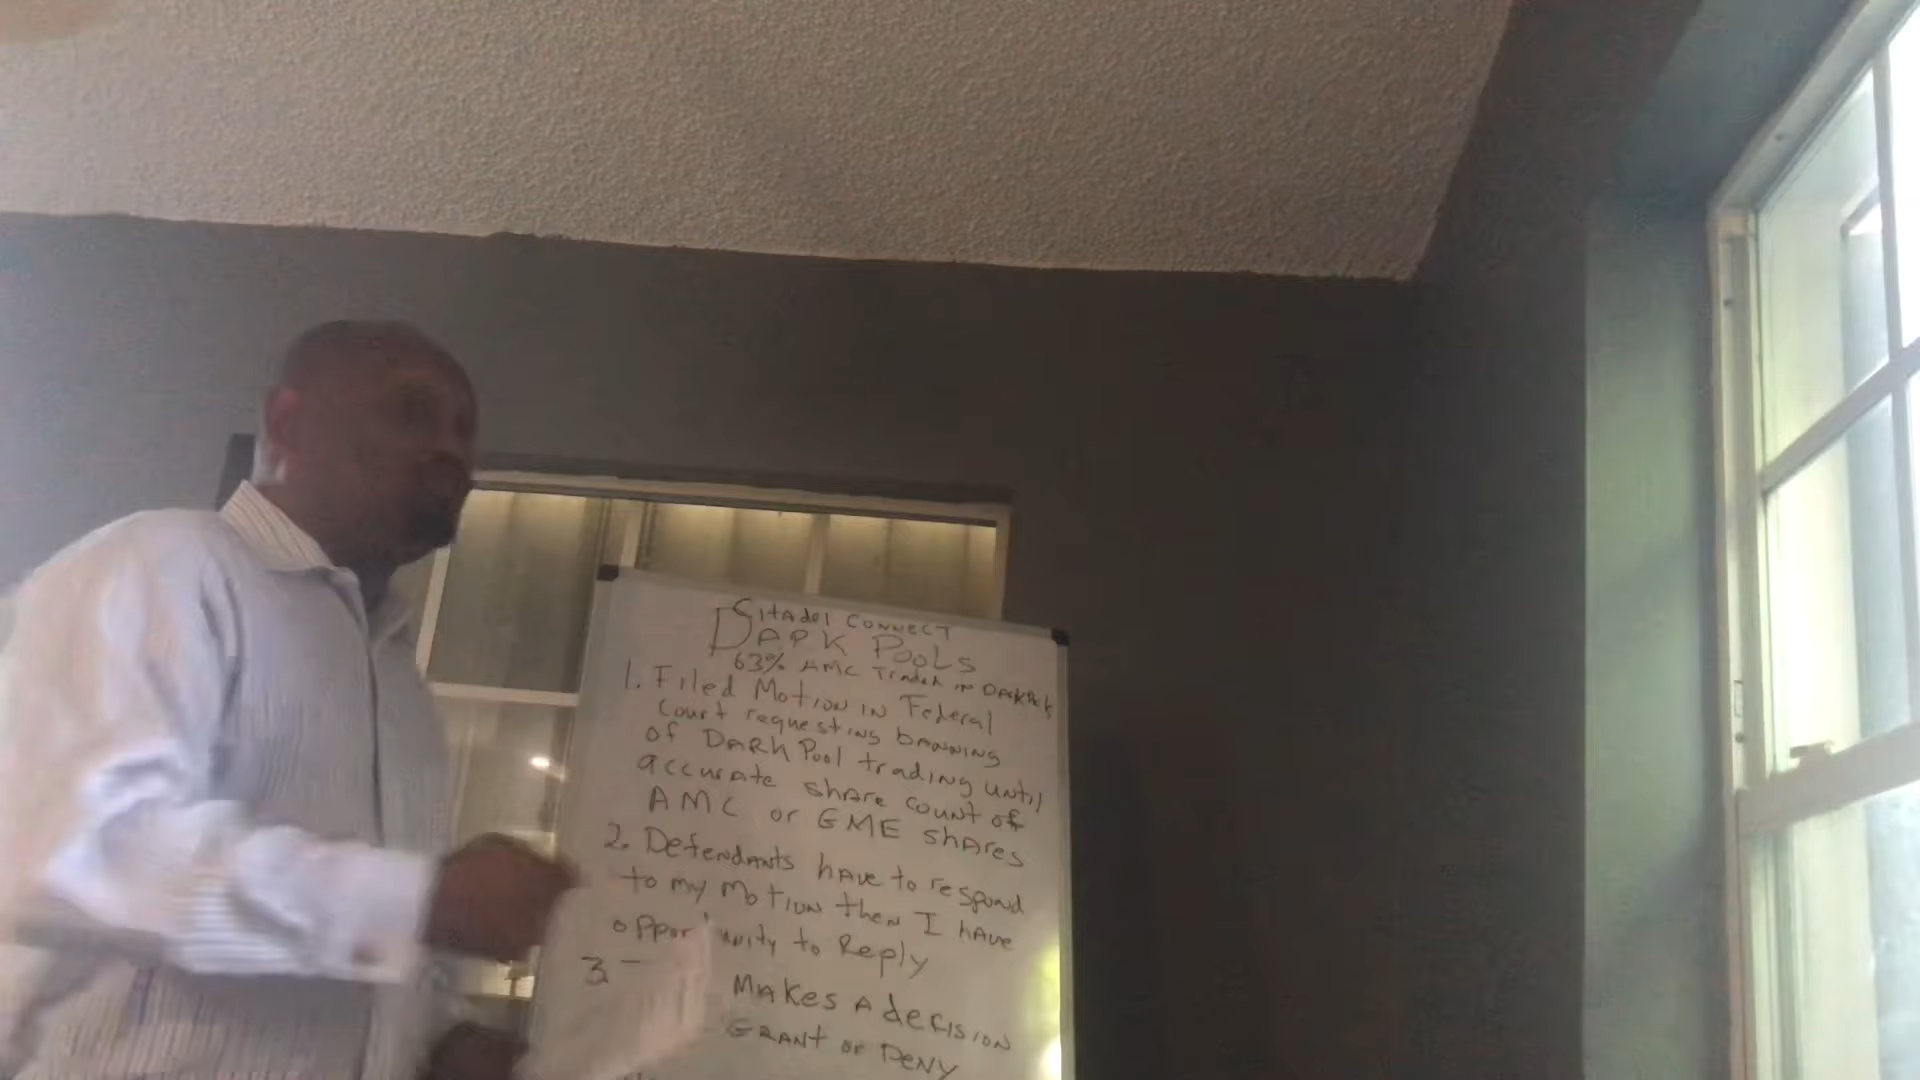 Citadel CONNECT
DARK POOLS
63% AMC Traded in
1. Filed Motion in Federal
court requesting banning
of DARK Pool trading until
accurate share count of
AMC or GME shares
2. Defendants have to respond
to my Motion then I have
opportunity to Reply
3. Makes A decision
GRANT or DENY